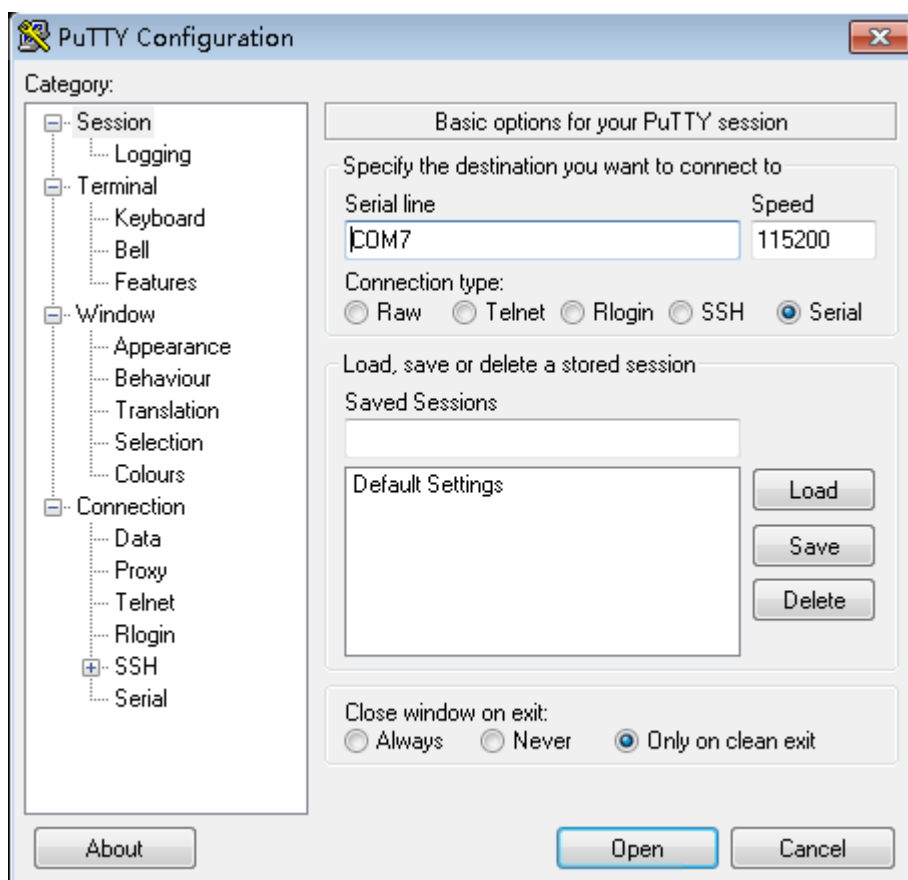 PuTTY Configuration
Category:
Session
Logging
Terminal
Keyboard
Bell
Features
Window
Appearance
Behaviour
Translation
Selection
Colours
Connection
Data
Proxy
Telnet
Rlogin
SSH
Serial
Basic options for your PuTTY session
Specify the destination you want to connect to
Serial line Speed
COM7 115200
Connection type:
Raw Telnet Rlogin SSH Serial
Load, save or delete a stored session
Saved Sessions
Default Settings
Load
Save
Delete
Close window on exit:
Always Never Only on clean exit
About Open Cancel